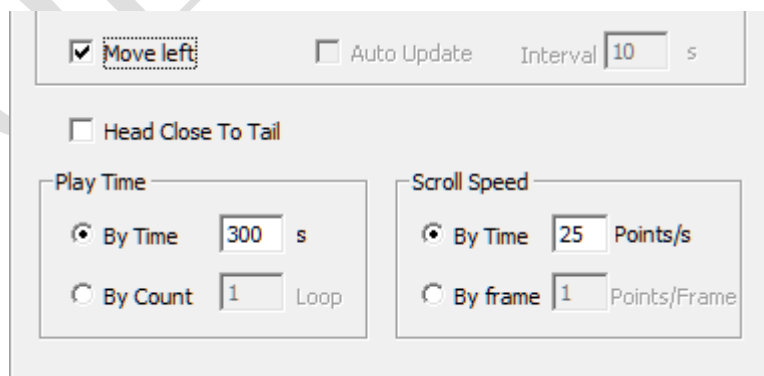 Move left Auto Update Interval 10 s
Head Close To Tail
Play Time
By Time 300 s
By Count 1 Loop
Scroll Speed
By Time 25 Points/s
By frame 1 Points/Frame